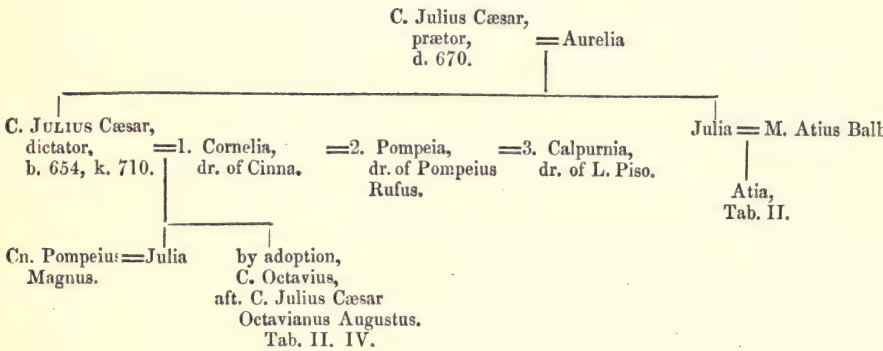 C. Julius Cæsar,
prætor,
d. 670.
=Aurelia
C. JULIUS Cæsar,
dictator,
b. 654, k. 710.
=1. Cornelia,
dr. of Cinna.
=2. Pompeia,
dr. of Pompeius
Rufus.
=3. Calpurnia,
dr. of L. Piso.
Julia=M. Atius Balb
Atia,
Tab. II.
Cn. Pompeius=Julia
Magnus.
by adoption,
C. Octavius,
aft. C. Julius Cæsar
Octavianus Augustus.
Tab. II. IV.